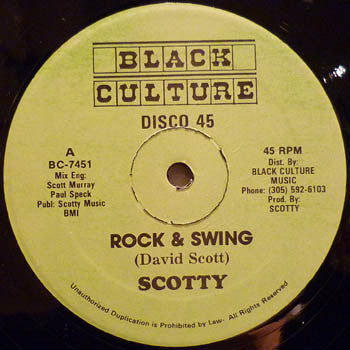 BLACK
CULTURE
DISCO 45
A
BC-7451
Mix Eng:
Scott Murray
Paul Speck
Publ: Scotty Music
BMI
45 RPM
Dist. By:
BLACK CULTURE
MUSIC
Phone: (305) 592-6103
Prod. By:
SCOTTY
ROCK & SWING
(David Scott)
SCOTTY
Unauthorized Duplication is Prohibited by Law- All Rights Reserved